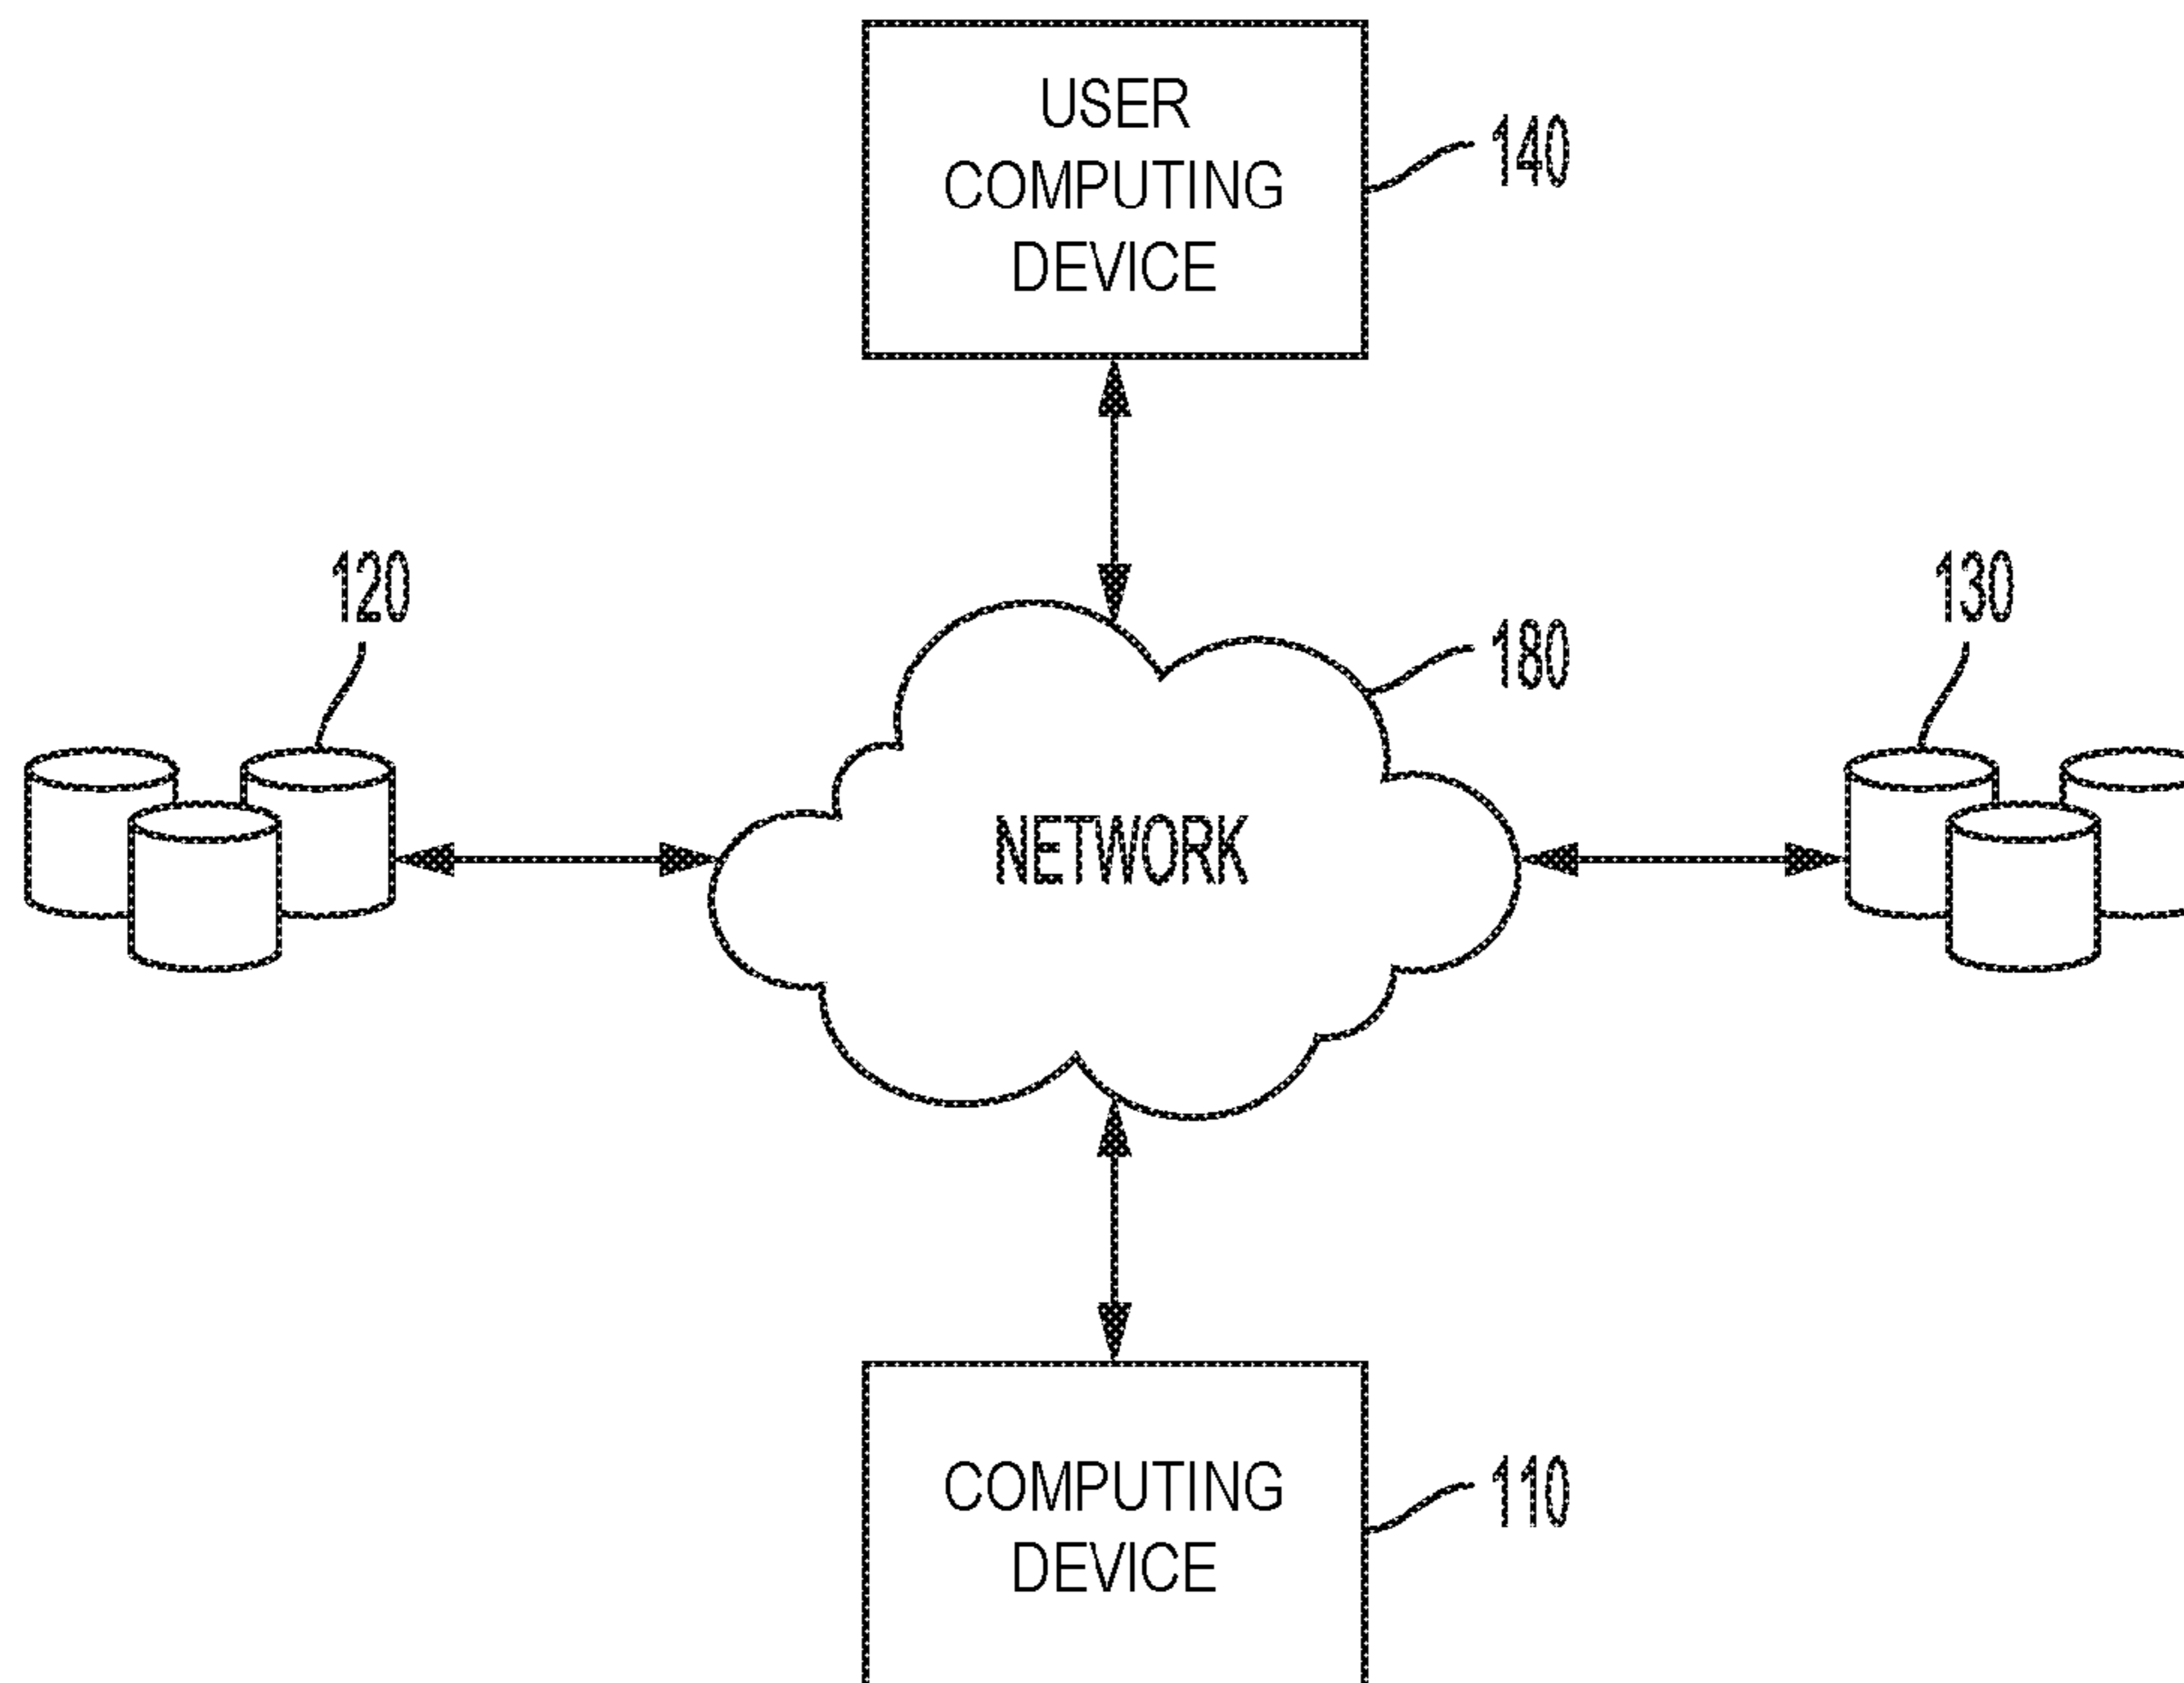 USER
COMPUTING
DEVICE
140
120
130
180
NETWORK
COMPUTING
DEVICE
110